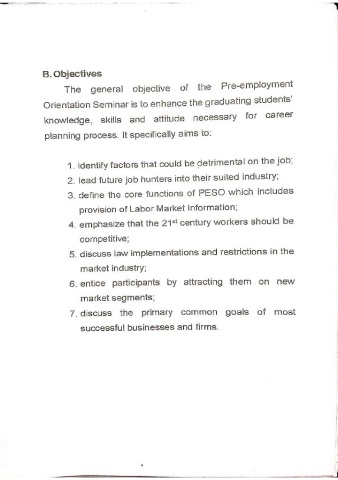 B. Objectives
The general objective of the Pre-employment
Orientation Seminar is to enhance the graduating students'
knowledge, skills and attitude necessary for career
planning process. It specifically aims to:
1. identify factors that could be detrimental on the job;
2. lead future job hunters into their suited industry;
3. define the core functions of PESO which includes
provision of Labor Market Information;
4. emphasize that the 21st century workers should be
competitive;
5. discuss law implementations and restrictions in the
market industry;
6. entice participants by attracting them on new
market segments;
7. discuss the primary common goals of most
successful businesses and firms.